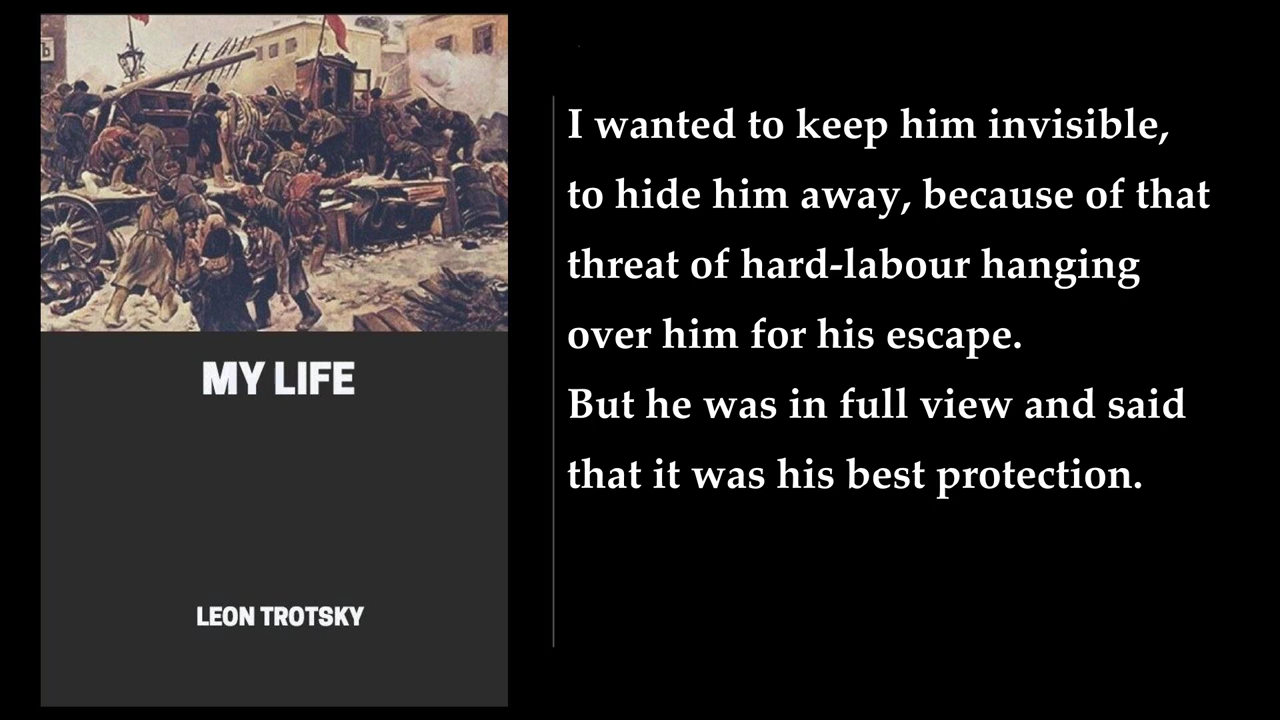 MY LIFE
LEON TROTSKY
I wanted to keep him invisible,
to hide him away, because of that
threat of hard-labour hanging
over him for his escape.
But he was in full view and said
that it was his best protection.